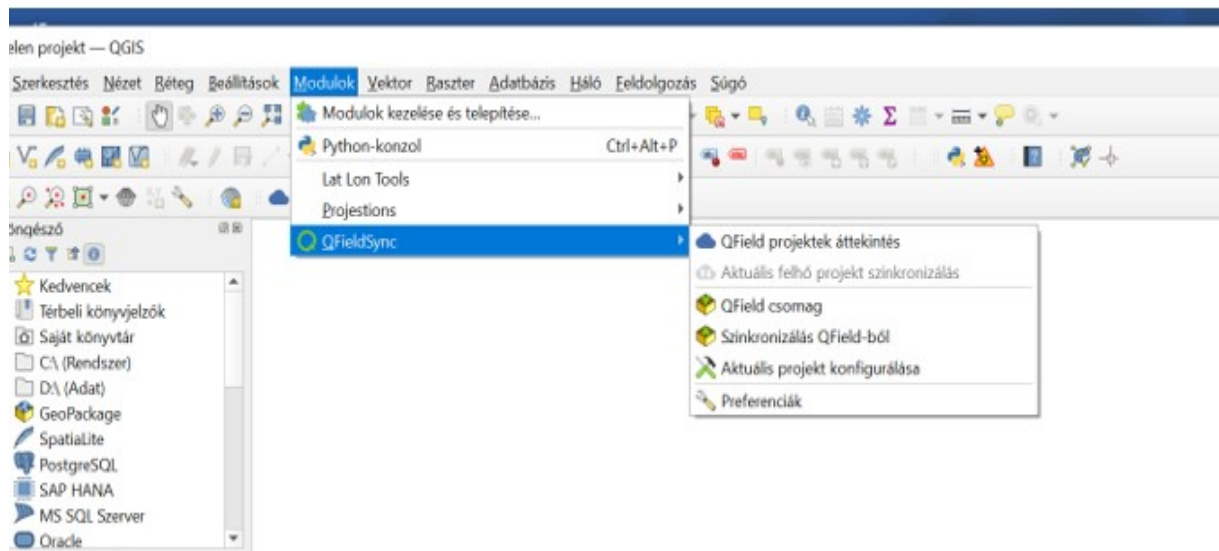 elen projekt — QGIS
Szerkesztés Nézet Réteg Beállítások Modulok Vektor Raszter Adatbázis Háló Feldolgozás Súgó
Modulok kezelése és telepítése...
Python-konzol Ctrl+Alt+P
Lat Lon Tools
Projestions
QFieldSync
QField projektek áttekintés
Aktuális felhő projekt szinkronizálás
QField csomag
Szinkronizálás QField-ből
Aktuális projekt konfigurálása
Preferenciák
öngésző
Kedvencek
Térbeli könyvjelzők
Saját könyvtár
C:\ (Rendszer)
D:\ (Adat)
GeoPackage
SpatiaLite
PostgreSQL
SAP HANA
MS SQL Szerver
Oracle